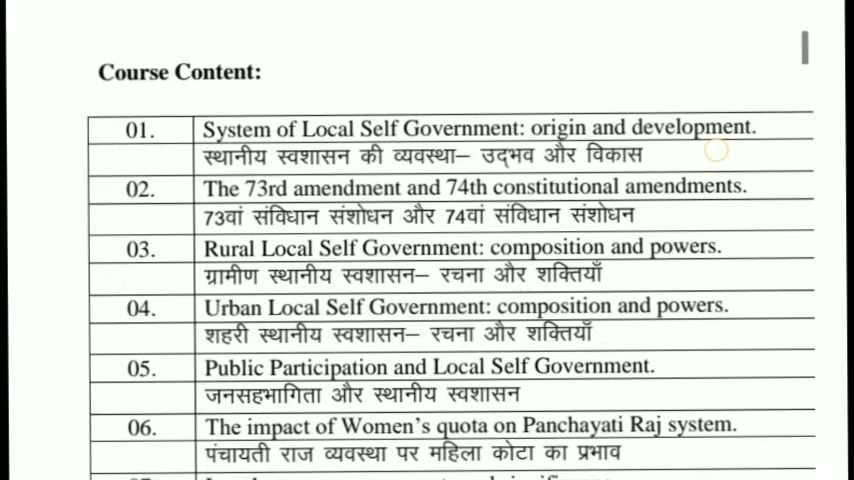 Course Content:
01. System of Local Self Government: origin and development.
स्थानीय स्वशासन की व्यवस्था– उद्भव और विकास
02. The 73rd amendment and 74th constitutional amendments.
73वां संविधान संशोधन और 74वां संविधान संशोधन
03. Rural Local Self Government: composition and powers.
ग्रामीण स्थानीय स्वशासन– रचना और शक्तियाँ
04. Urban Local Self Government: composition and powers.
शहरी स्थानीय स्वशासन– रचना और शक्तियाँ
05. Public Participation and Local Self Government.
जनसहभागिता और स्थानीय स्वशासन
06. The impact of Women's quota on Panchayati Raj system.
पंचायती राज व्यवस्था पर महिला कोटा का प्रभाव